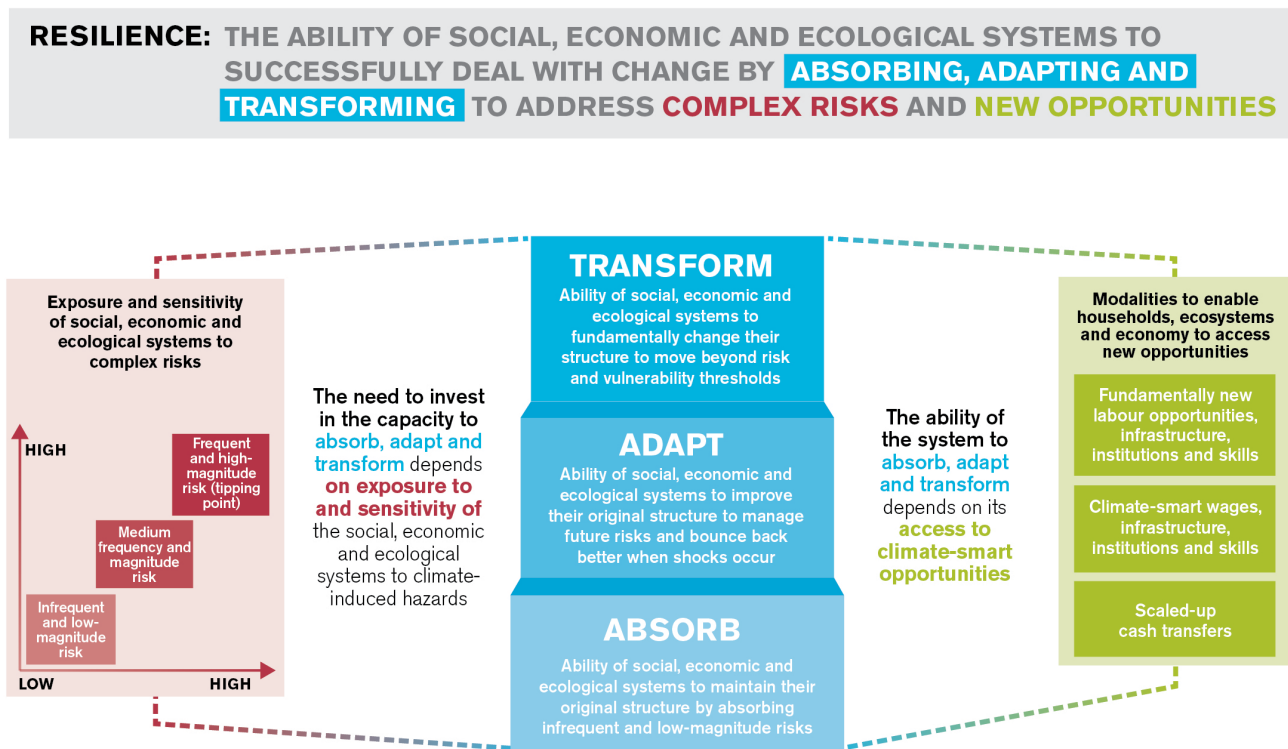 RESILIENCE: THE ABILITY OF SOCIAL, ECONOMIC AND ECOLOGICAL SYSTEMS TO
SUCCESSFULLY DEAL WITH CHANGE BY ABSORBING, ADAPTING AND
TRANSFORMING TO ADDRESS COMPLEX RISKS AND NEW OPPORTUNITIES
Exposure and sensitivity
of social, economic and
ecological systems to
complex risks
HIGH
Frequent
and high-
magnitude
risk (tipping
point)
Medium
frequency and
magnitude
risk
Infrequent
and low-
magnitude
risk
LOW
HIGH
The need to invest
in the capacity to
absorb, adapt and
transform depends
on exposure to
and sensitivity of
the social, economic
and ecological
systems to climate-
induced hazards
TRANSFORM
Ability of social, economic and
ecological systems to
fundamentally change their
structure to move beyond risk
and vulnerability thresholds
ADAPT
Ability of social, economic and
ecological systems to improve
their original structure to manage
future risks and bounce back
better when shocks occur
ABSORB
Ability of social, economic and
ecological systems to maintain their
original structure by absorbing
infrequent and low-magnitude risks
The ability of
the system to
absorb, adapt
and transform
depends on its
access to
climate-smart
opportunities
Modalities to enable
households, ecosystems
and economy to access
new opportunities
Fundamentally new
labour opportunities,
infrastructure,
institutions and skills
Climate-smart wages,
infrastructure,
institutions and skills
Scaled-up
cash transfers